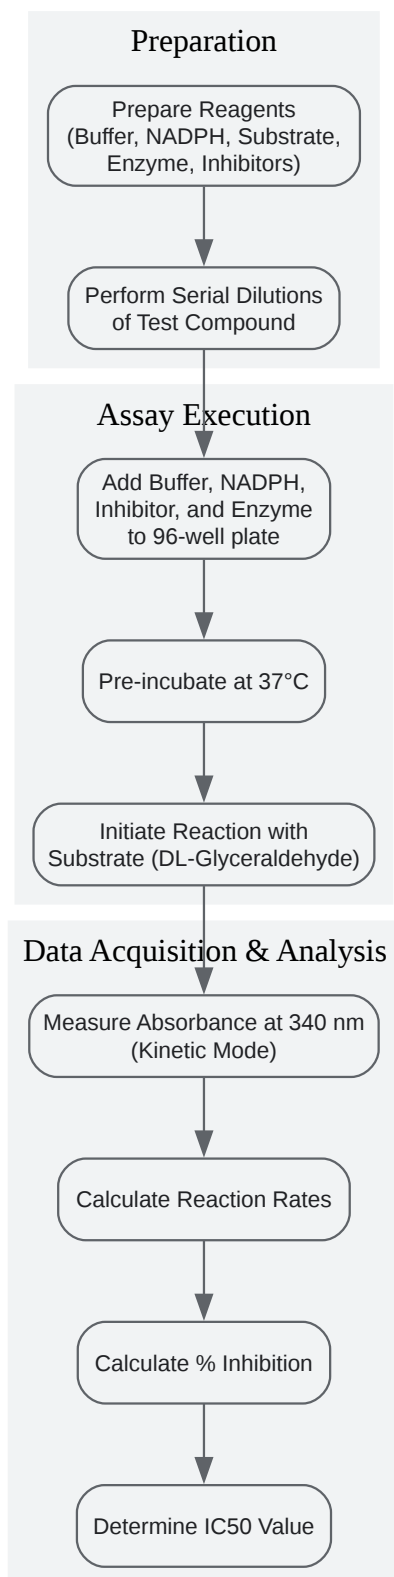 Preparation
Prepare Reagents
(Buffer, NADPH, Substrate,
Enzyme, Inhibitors)
Perform Serial Dilutions
of Test Compound
Assay Execution
Add Buffer, NADPH,
Inhibitor, and Enzyme
to 96-well plate
Pre-incubate at 37°C
Initiate Reaction with
Substrate (DL-Glyceraldehyde)
Data Acquisition & Analysis
Measure Absorbance at 340 nm
(Kinetic Mode)
Calculate Reaction Rates
Calculate % Inhibition
Determine IC50 Value